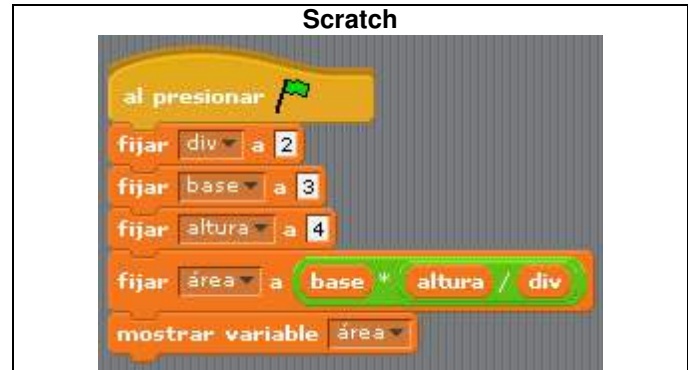 Scratch
al presionar
fijar div a 2
fijar base a 3
fijar altura a 4
fijar área a base * altura / div
mostrar variable área